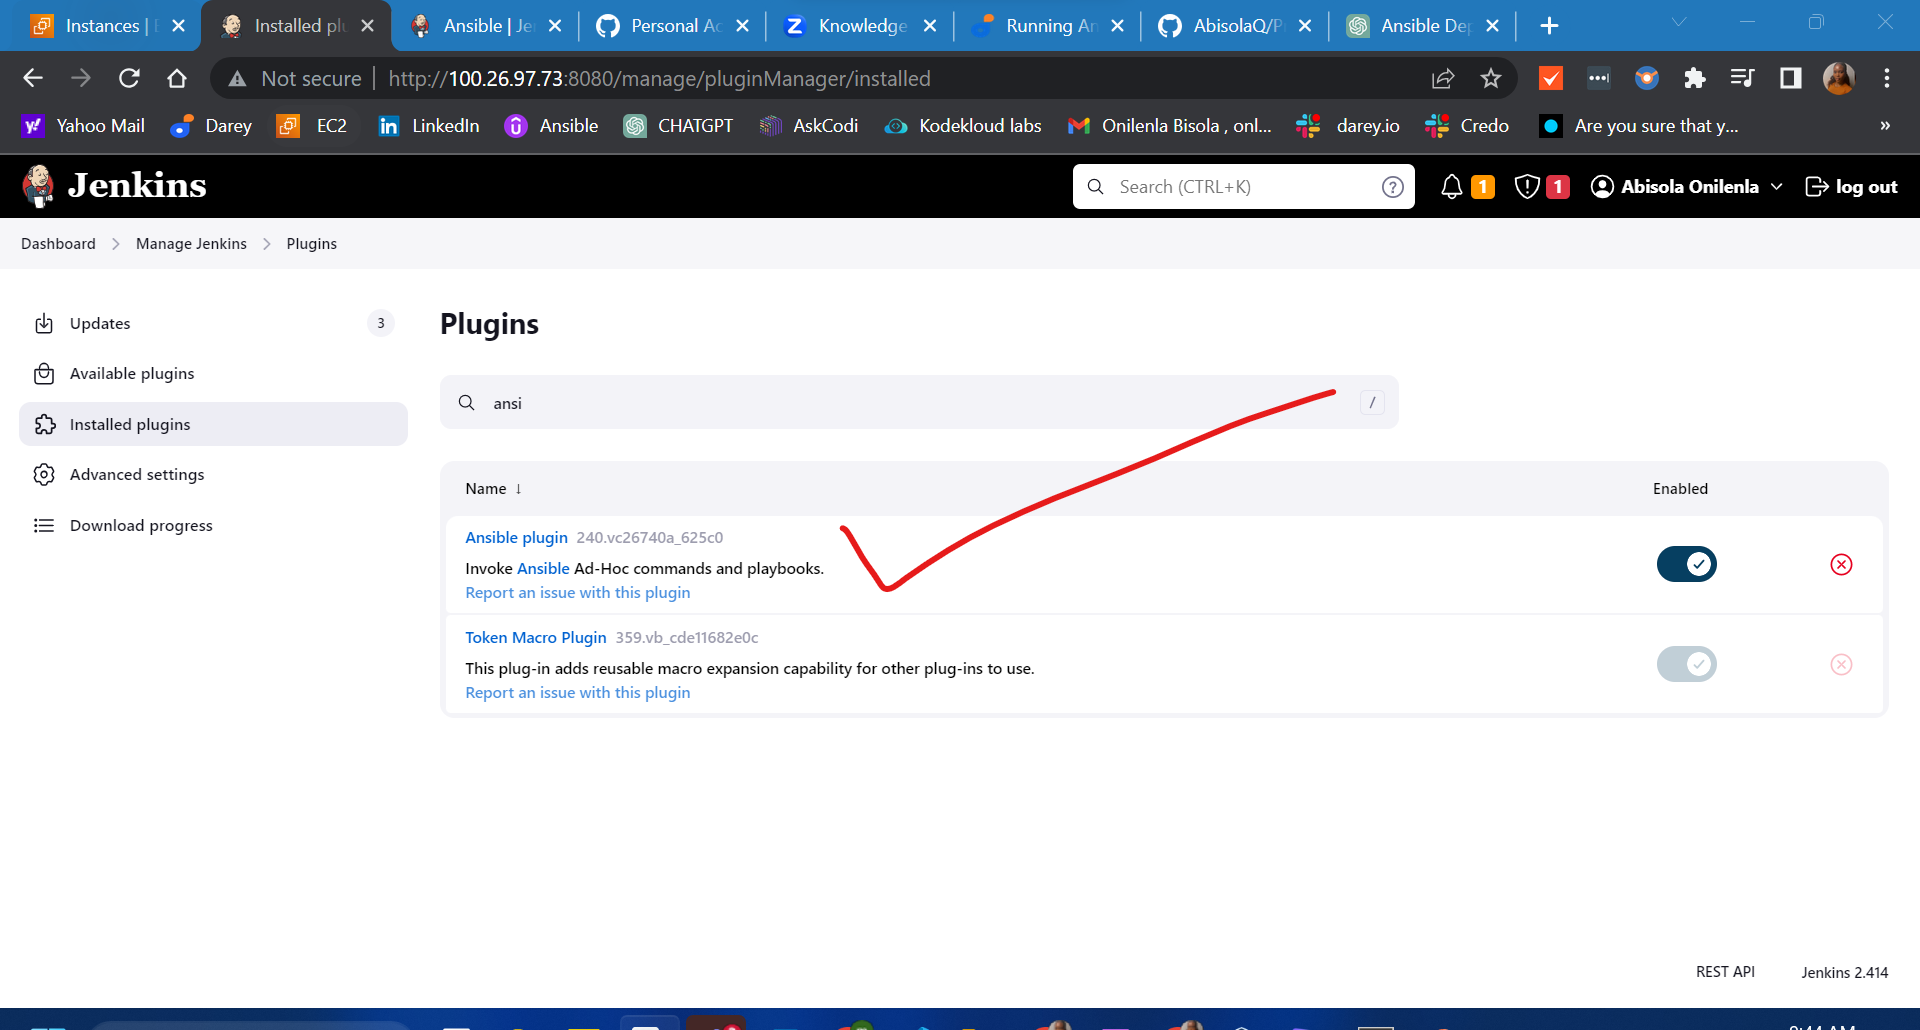 Instances | E
Installed plu
Ansible | Jen
Personal Ac
Knowledge
Running An
AbisolaQ/P
Ansible Dep
Not secure
http://100.26.97.73:8080/manage/pluginManager/installed
Yahoo Mail
Darey
EC2
LinkedIn
Ansible
CHATGPT
AskCodi
Kodekloud labs
Onilenla Bisola , onl...
darey.io
Credo
Are you sure that y...
»
Jenkins
Search (CTRL+K)
?
1
1
Abisola Onilenla
log out
Dashboard
Manage Jenkins
Plugins
Updates
3
Available plugins
Installed plugins
Advanced settings
Download progress
Plugins
ansi
/
Name ↓
Enabled
Ansible plugin 240.vc26740a_625c0
Invoke Ansible Ad-Hoc commands and playbooks.
Report an issue with this plugin
Token Macro Plugin 359.vb_cde11682e0c
This plug-in adds reusable macro expansion capability for other plug-ins to use.
Report an issue with this plugin
REST API
Jenkins 2.414